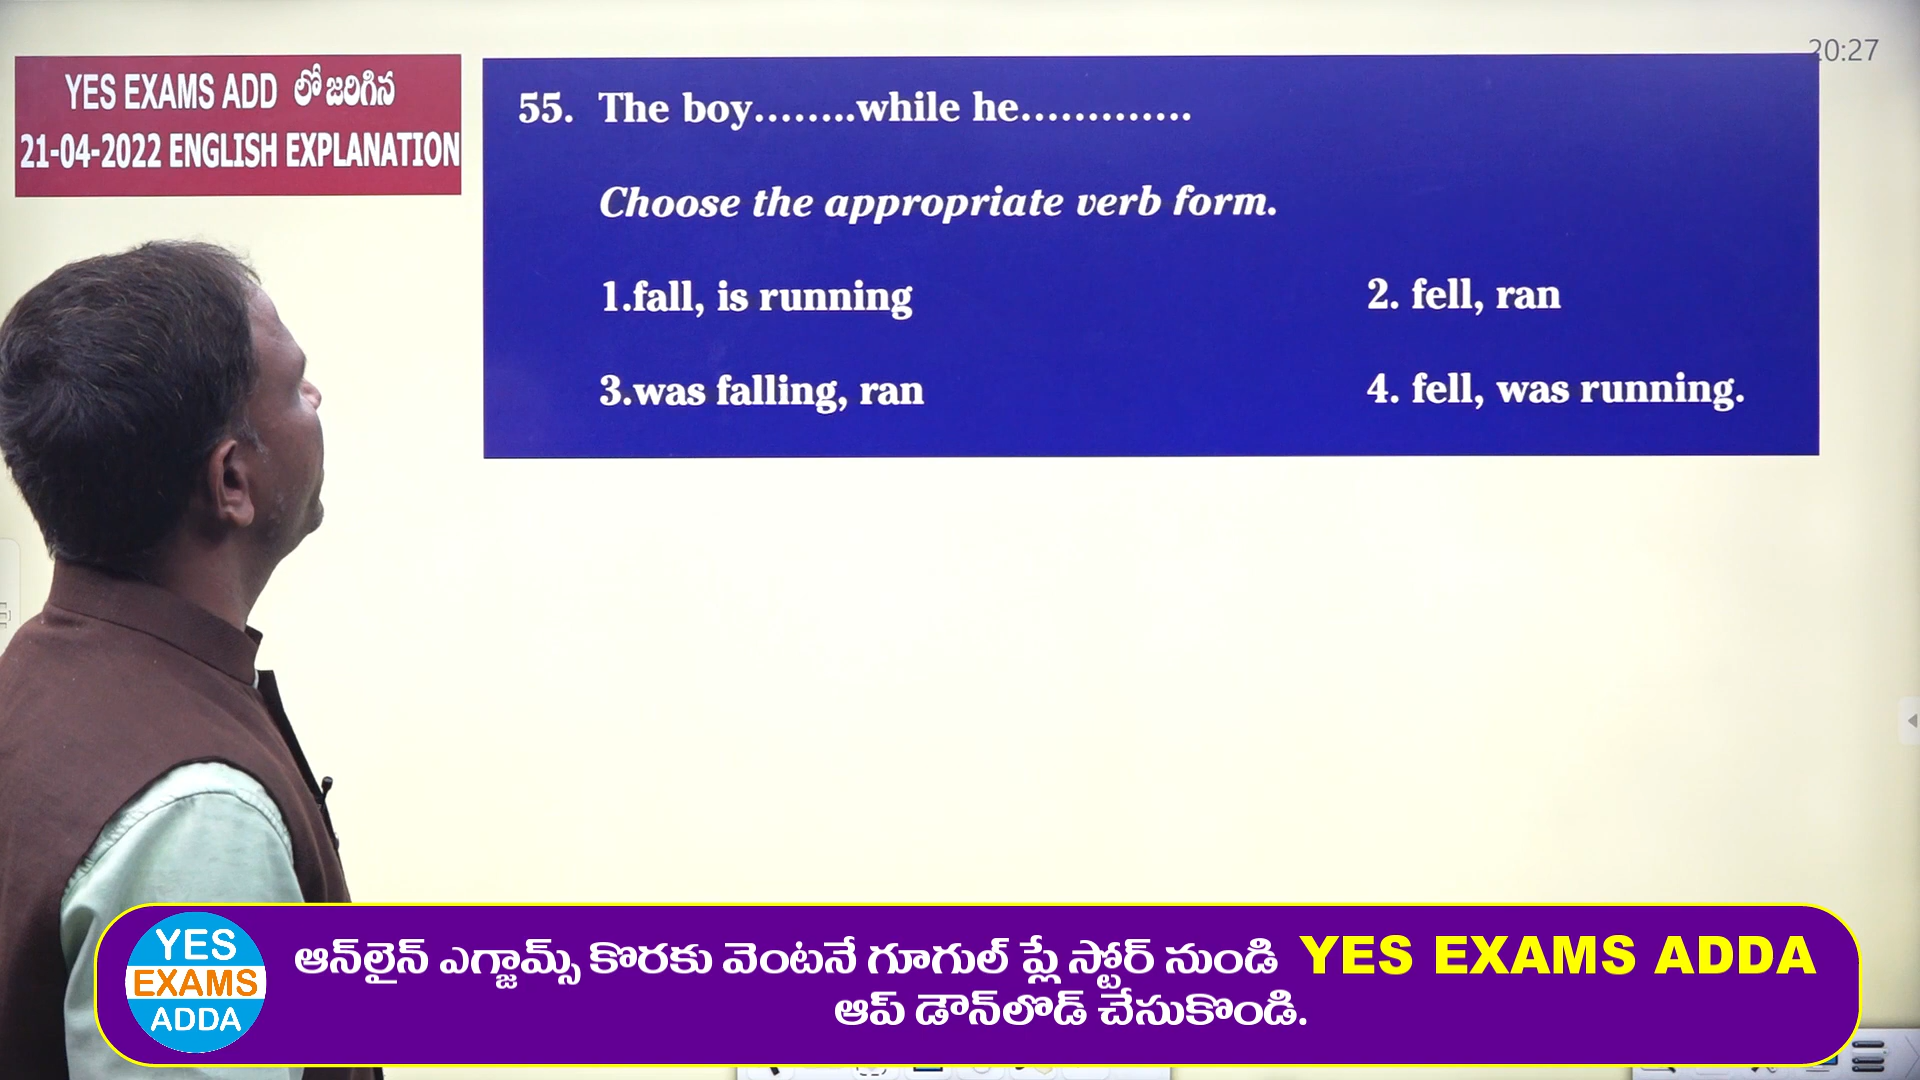 20:27
YES EXAMS ADD లో జరిగిన
21-04-2022 ENGLISH EXPLANATION
55. The boy........while he.............
Choose the appropriate verb form.
1.fall, is running 2. fell, ran
3.was falling, ran 4. fell, was running.
YES
EXAMS
ADDA
ఆన్‌లైన్ ఎగ్జామ్స్ కొరకు వెంటనే గూగుల్ ప్లే స్టోర్ నుండి YES EXAMS ADDA
ఆప్ డౌన్‌లొడ్ చేసుకొండి.